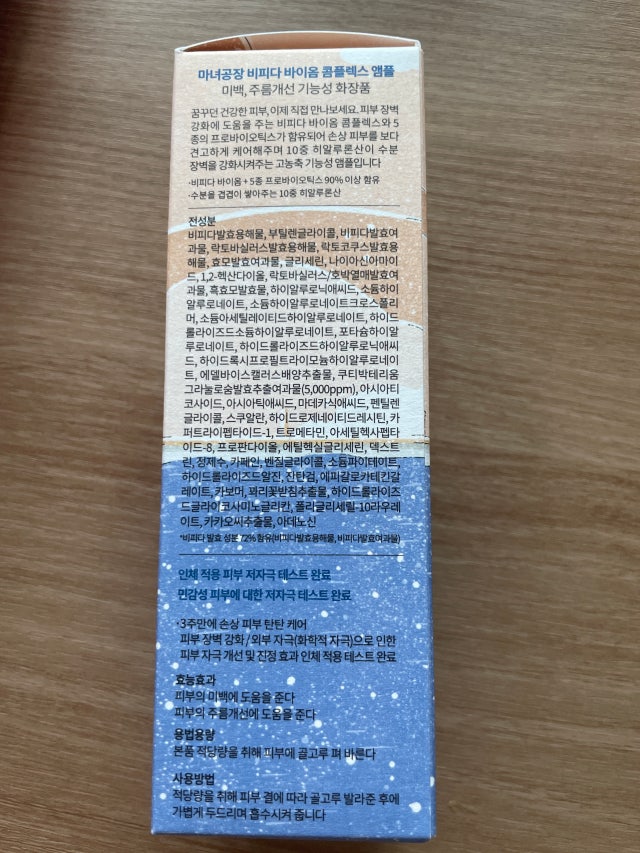 마녀공장 비피다 바이옴 콤플렉스 앰플
미백, 주름개선 기능성 화장품
꿈꾸던 건강한 피부, 이제 직접 만나보세요. 피부 장벽
강화에 도움을 주는 비피다 바이옴 콤플렉스와 5
종의 프로바이오틱스가 함유되어 손상 피부를 보다
견고하게 케어해주며 10중 히알루론산이 수분
장벽을 강화시켜주는 고농축 기능성 앰플입니다
·비피다 바이옴 + 5종 프로바이오틱스 90% 이상 함유
·수분을 겹겹이 쌓아주는 10중 히알루론산
전성분
비피다발효용해물, 부틸렌글라이콜, 비피다발효여
과물, 락토바실러스발효용해물, 락토코쿠스발효용
해물, 효모발효여과물, 글리세린, 나이아신아마이
드, 1,2-헥산다이올, 락토바실러스/호박열매발효여
과물, 흑효모발효물, 하이알루로닉애씨드, 소듐하이
알루로네이트, 소듐하이알루로네이트크로스폴리
머, 소듐아세틸레이티드하이알루로네이트, 하이드
롤라이즈드소듐하이알루로네이트, 포타슘하이알
루로네이트, 하이드롤라이즈드하이알루로닉애씨
드, 하이드록시프로필트라이모늄하이알루로네이
트, 에델바이스캘러스배양추출물, 쿠티박테리움
그라눌로숨발효추출여과물(5,000ppm), 아시아티
코사이드, 아시아틱애씨드, 마데카식애씨드, 펜틸렌
글라이콜, 스쿠알란, 하이드로제네이티드레시틴, 카
퍼트라이펩타이드-1, 트로메타민, 아세틸헥사펩타
이드-8, 프로판다이올, 에틸헥실글리세린, 덱스트
린, 정제수, 카페인, 벤질글라이콜, 소듐파이테이트,
하이드롤라이즈드알진, 잔탄검, 에피갈로카테킨갈
레이트, 카보머, 꽈리꽃받침추출물, 하이드롤라이즈
드글라이코사미노글리칸, 폴리글리세릴-10라우레
이트, 카카오씨추출물, 아데노신
*비피다 발효 성분 72% 함유(비피다발효용해물, 비피다발효여과물)
인체 적용 피부 저자극 테스트 완료
민감성 피부에 대한 저자극 테스트 완료
·3주만에 손상 피부 탄탄 케어
피부 장벽 강화 / 외부 자극(화학적 자극)으로 인한
피부 자극 개선 및 진정 효과 인체 적용 테스트 완료
효능효과
피부의 미백에 도움을 준다
피부의 주름개선에 도움을 준다
용법용량
본품 적당량을 취해 피부에 골고루 펴 바른다
사용방법
적당량을 취해 피부 결에 따라 골고루 발라준 후에
가볍게 두드리며 흡수시켜 줍니다